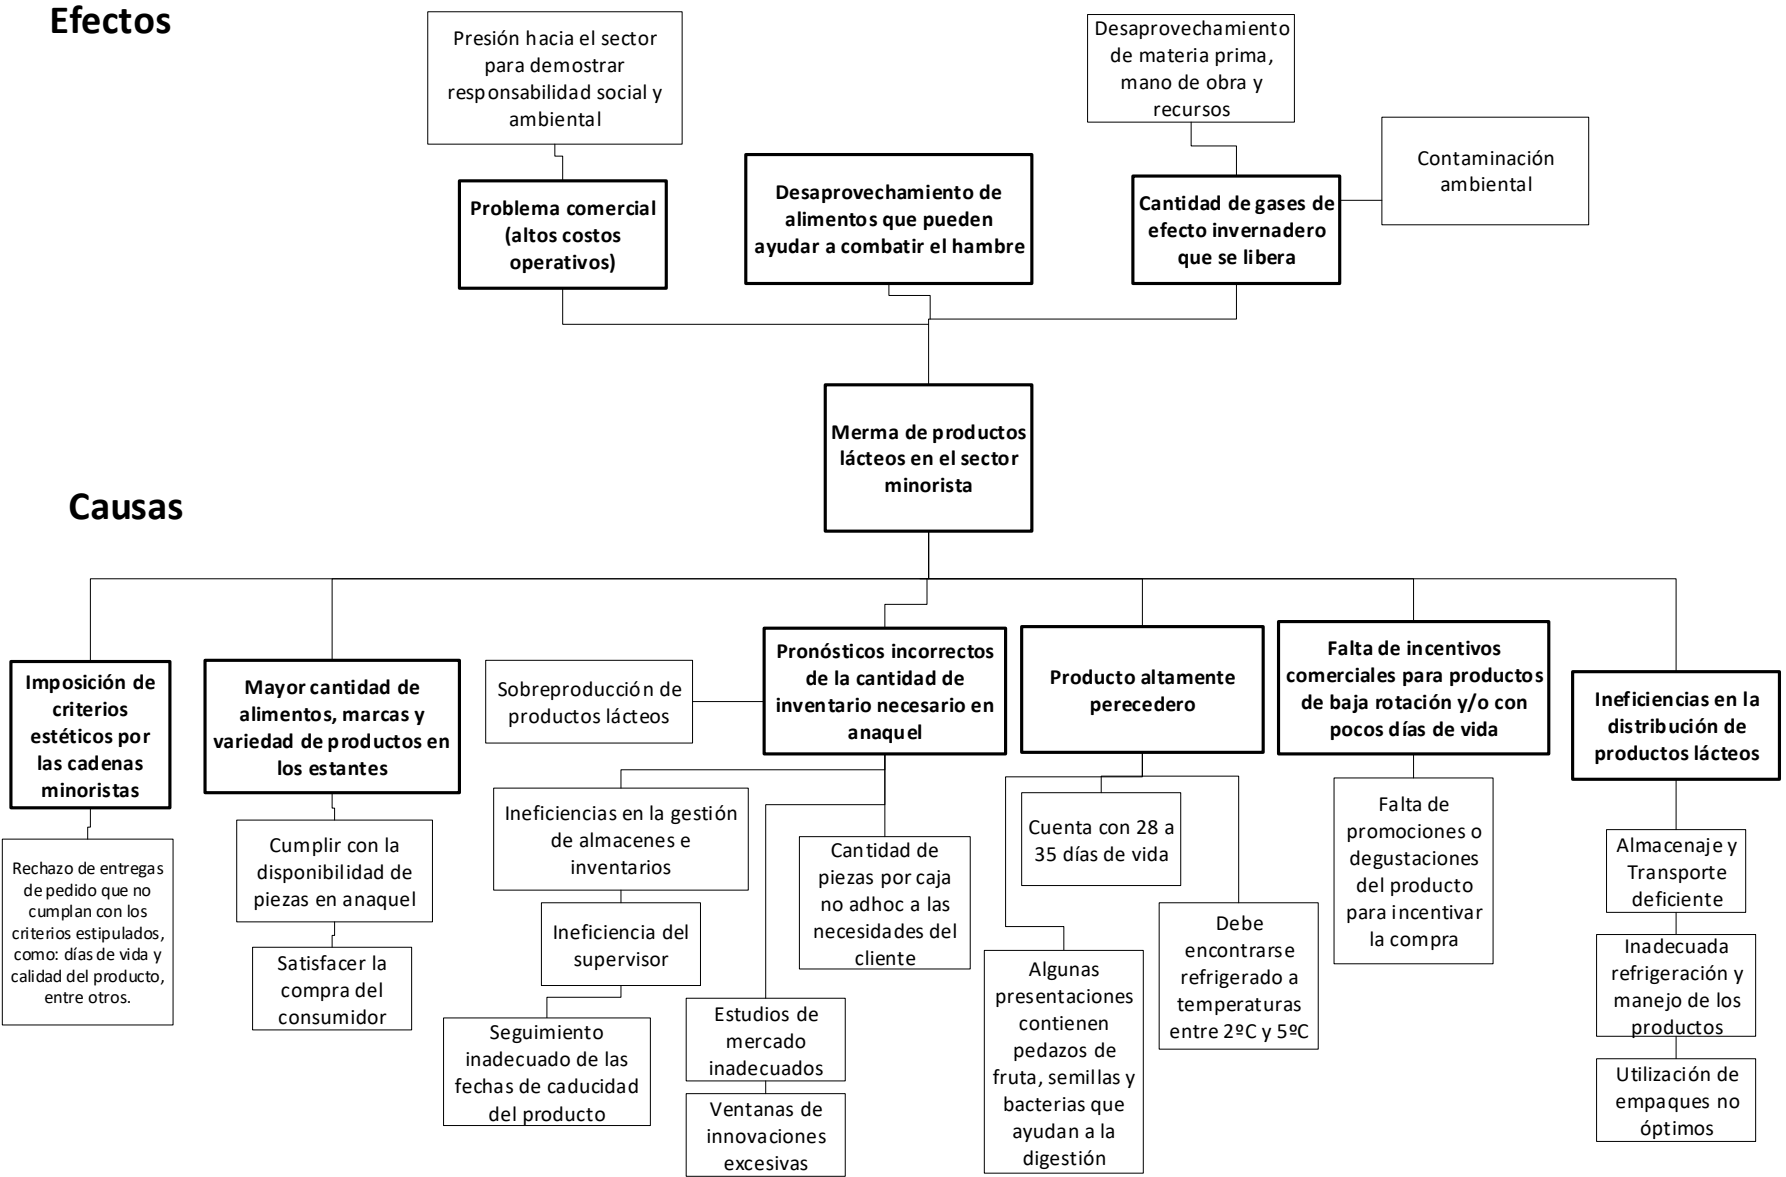 Efectos
Presión hacia el sector
para demostrar
responsabilidad social y
ambiental
Desaprovechamiento
de materia prima,
mano de obra y
recursos
Contaminación
ambiental
Problema comercial
(altos costos
operativos)
Desaprovechamiento de
alimentos que pueden
ayudar a combatir el hambre
Cantidad de gases de
efecto invernadero
que se libera
Merma de productos
lácteos en el sector
minorista
Causas
Imposición de
criterios
estéticos por
las cadenas
minoristas
Mayor cantidad de
alimentos, marcas y
variedad de productos en
los estantes
Sobreproducción de
productos lácteos
Pronósticos incorrectos
de la cantidad de
inventario necesario en
anaquel
Producto altamente
perecedero
Falta de incentivos
comerciales para productos
de baja rotación y/o con
pocos días de vida
Ineficiencias en la
distribución de
productos lácteos
Rechazo de entregas
de pedido que no
cumplan con los
criterios estipulados,
como: días de vida y
calidad del producto,
entre otros.
Cumplir con la
disponibilidad de
piezas en anaquel
Satisfacer la
compra del
consumidor
Ineficiencias en la gestión
de almacenes e
inventarios
Ineficiencia del
supervisor
Seguimiento
inadecuado de las
fechas de caducidad
del producto
Estudios de
mercado
inadecuados
Ventanas de
innovaciones
excesivas
Cantidad de
piezas por caja
no adhoc a las
necesidades del
cliente
Cuenta con 28 a
35 días de vida
Algunas
presentaciones
contienen
pedazos de
fruta, semillas y
bacterias que
ayudan a la
digestión
Debe
encontrarse
refrigerado a
temperaturas
entre 2ºC y 5ºC
Falta de
promociones o
degustaciones
del producto
para incentivar
la compra
Almacenaje y
Transporte
deficiente
Inadecuada
refrigeración y
manejo de los
productos
Utilización de
empaques no
óptimos